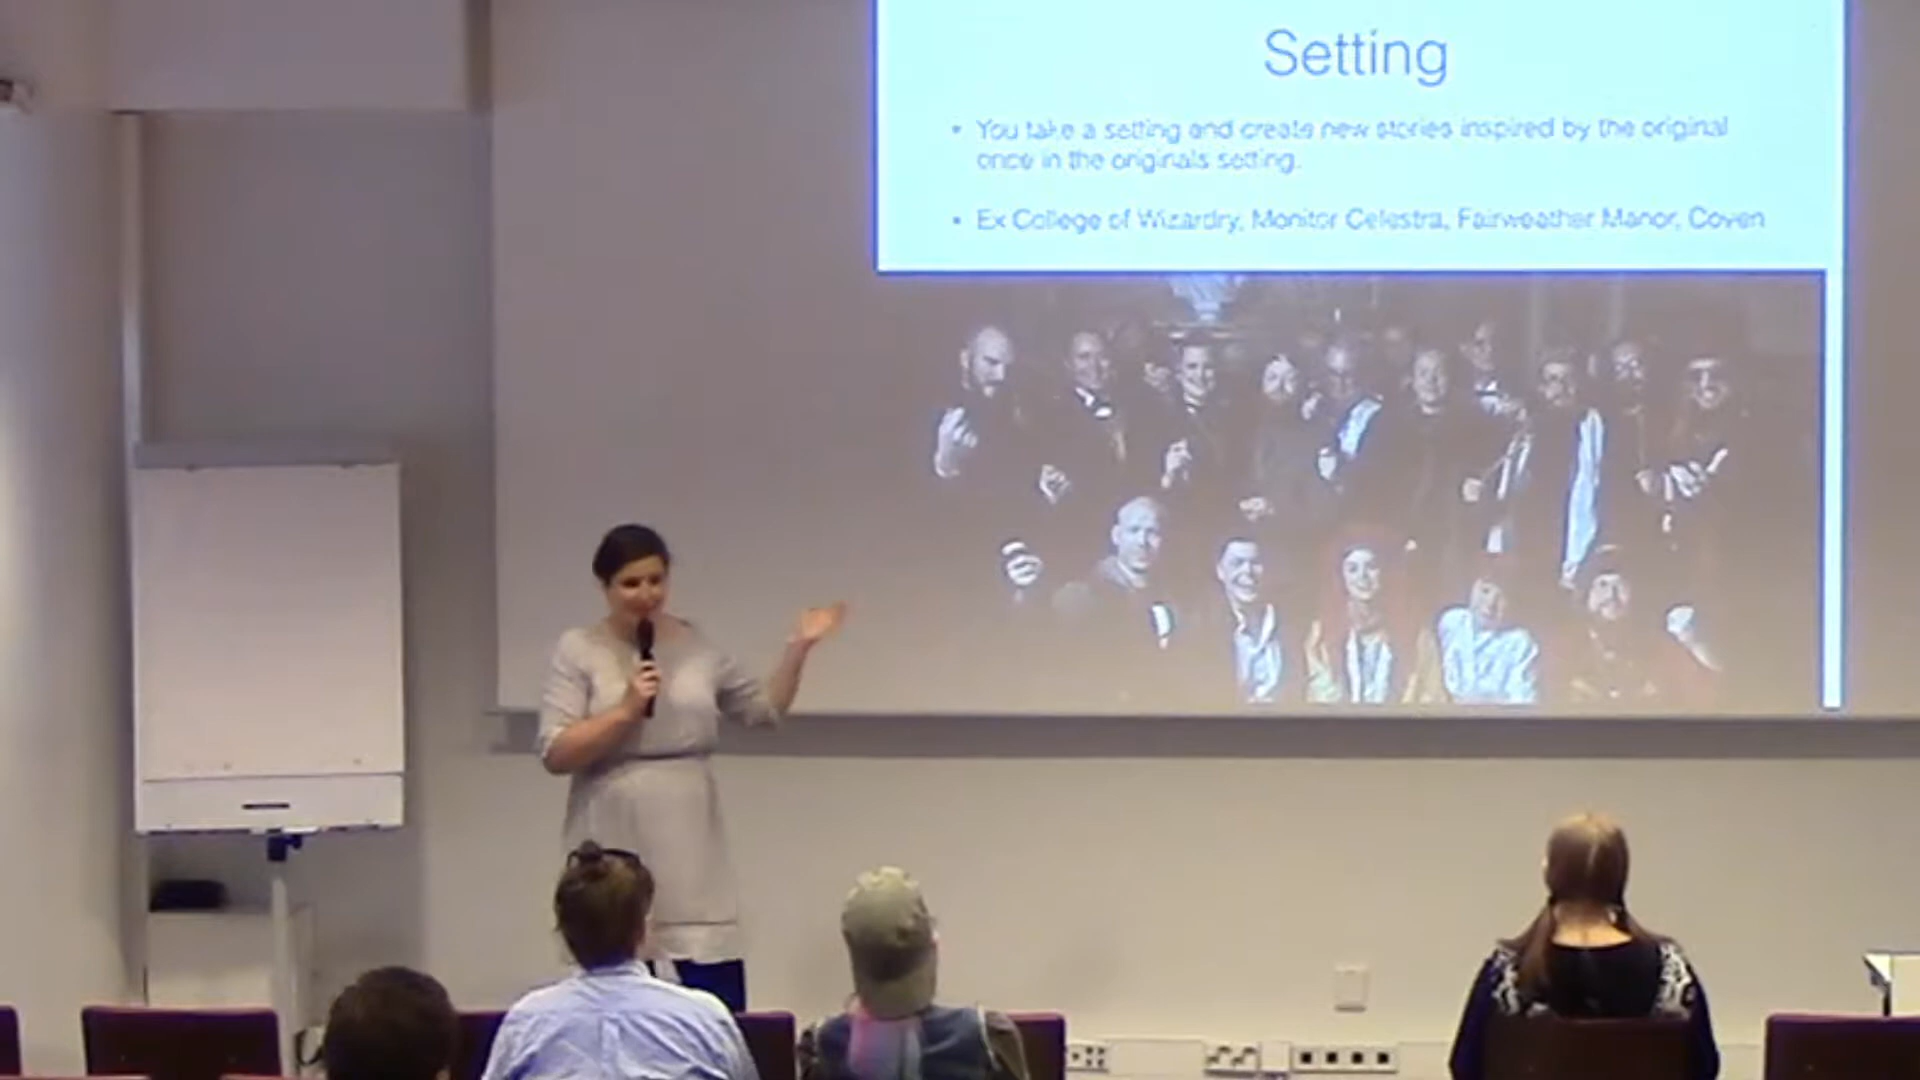 Setting
• You take a setting and create new stories inspired by the original
once in the originals setting.
• Ex College of Wizardry, Monitor Celestra, Fairweather Manor, Coven